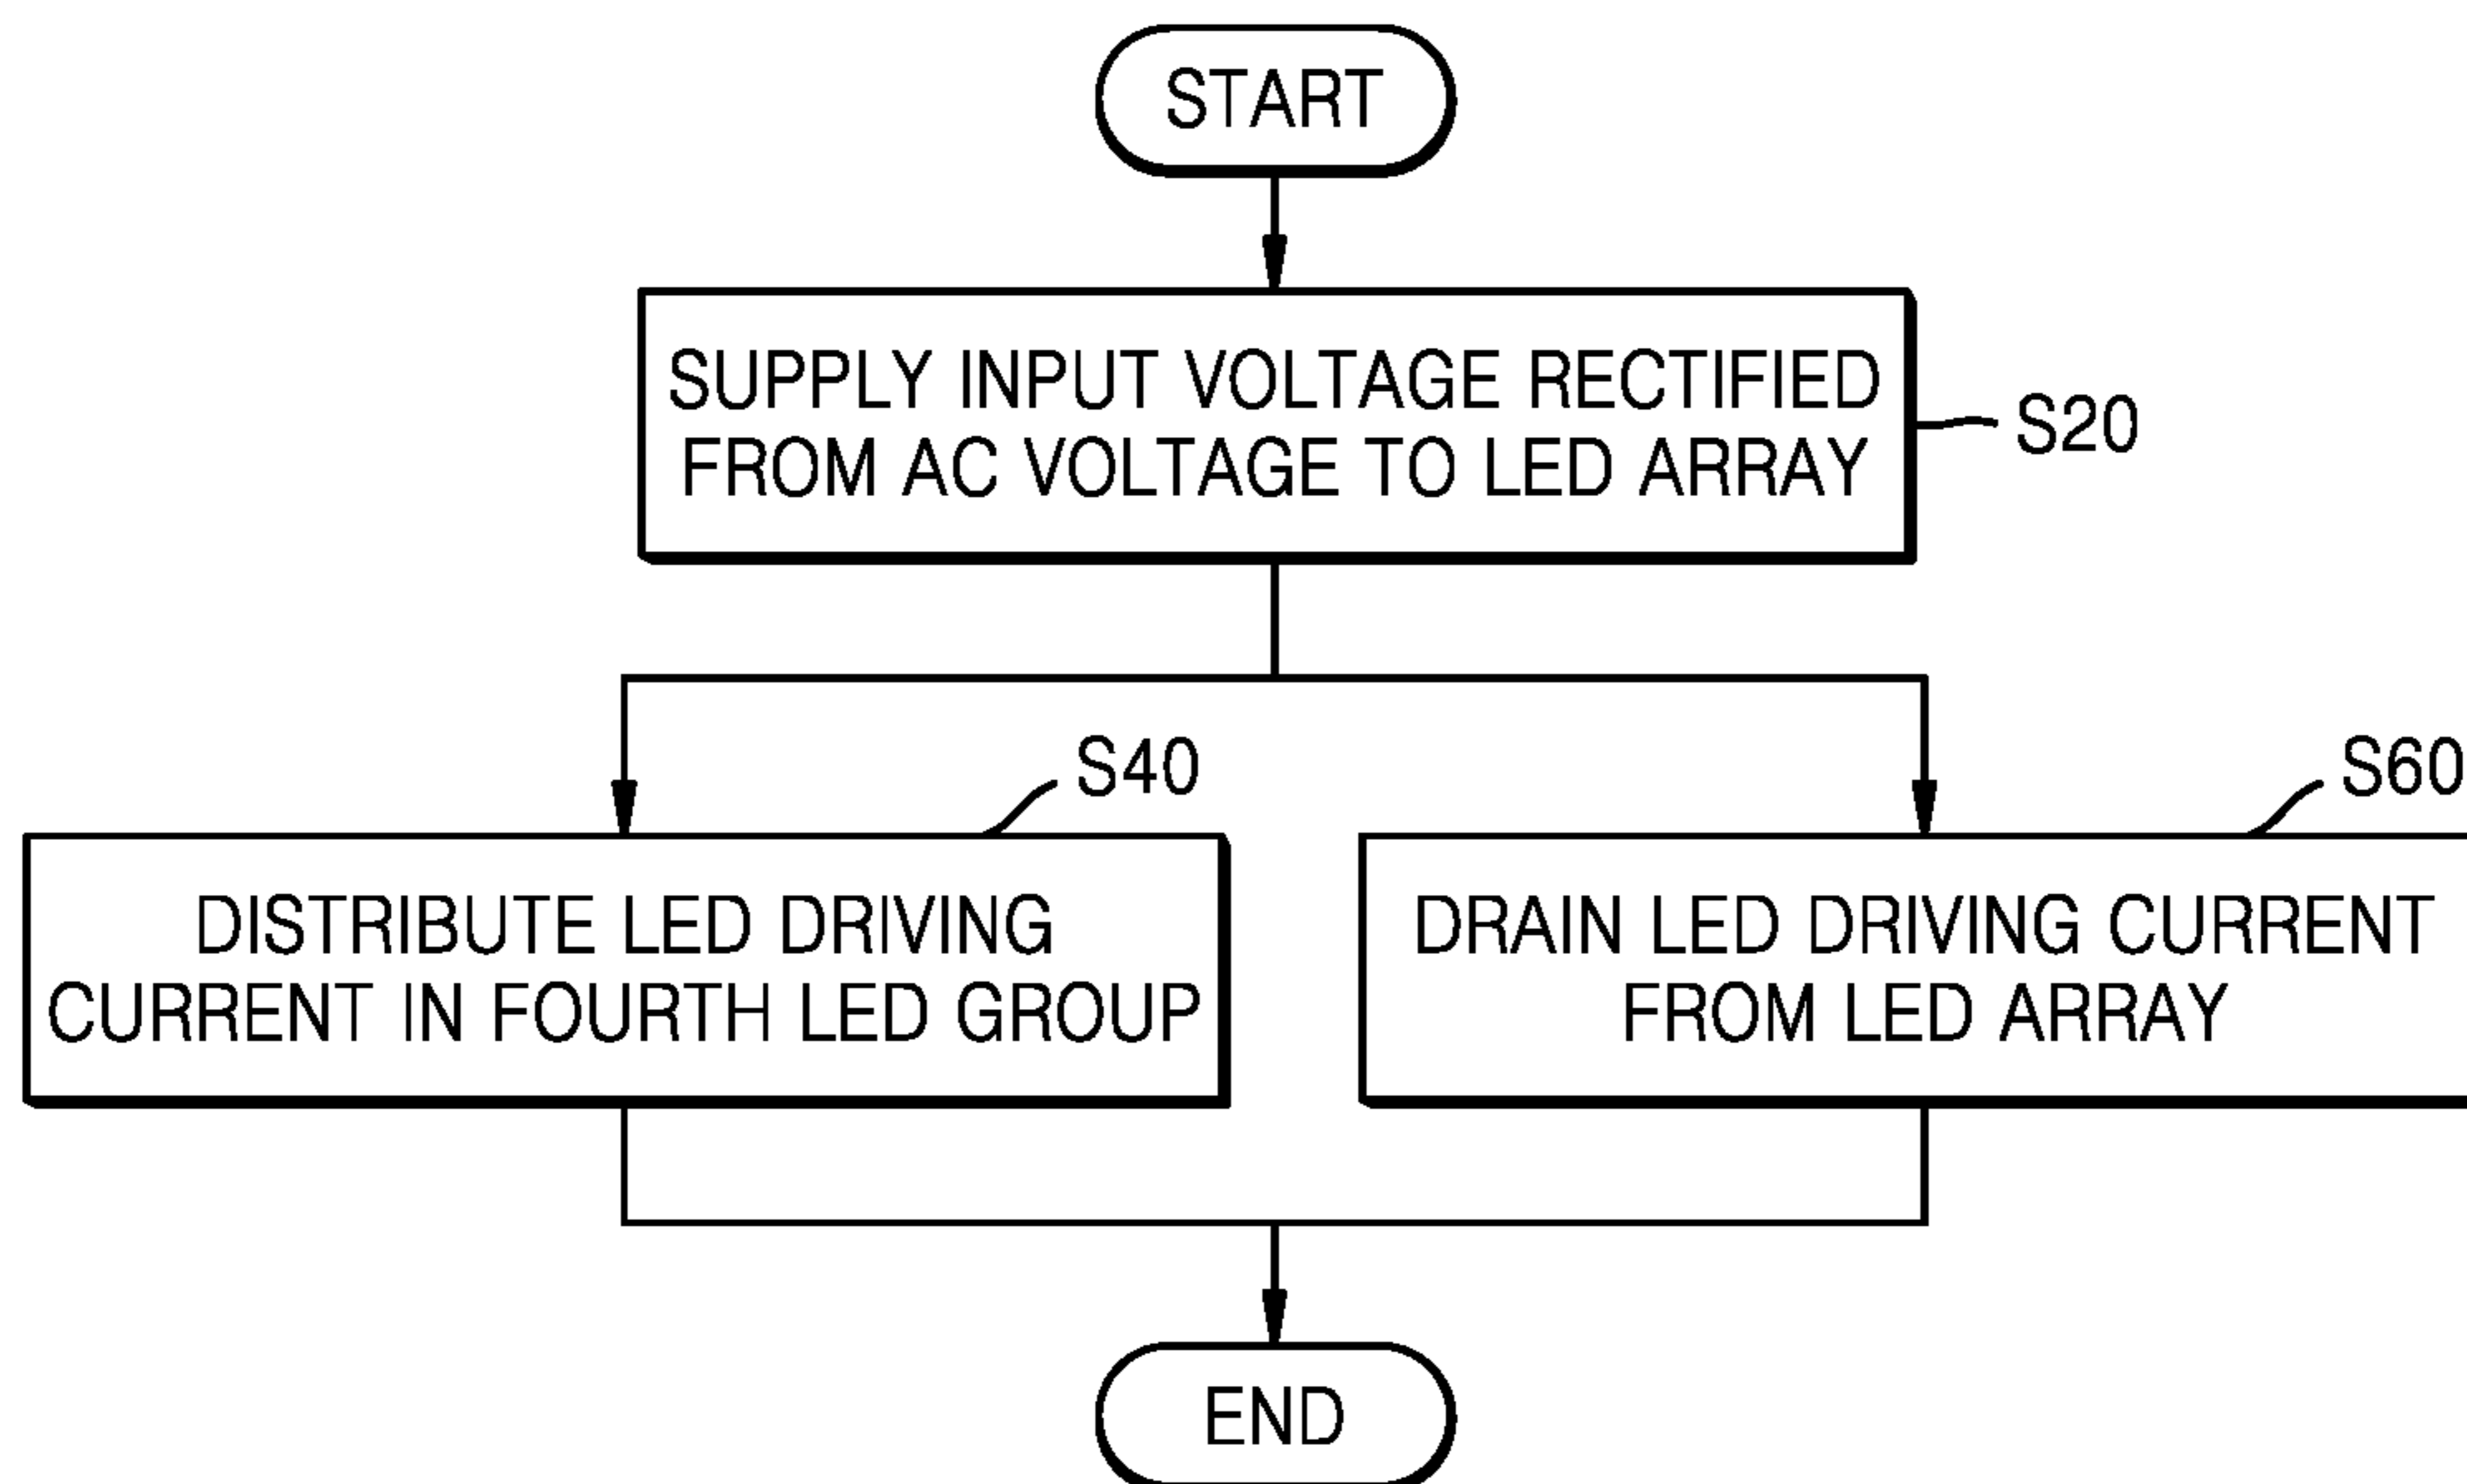 START
SUPPLY INPUT VOLTAGE RECTIFIED
FROM AC VOLTAGE TO LED ARRAY
S20
S40
S60
DISTRIBUTE LED DRIVING
CURRENT IN FOURTH LED GROUP
DRAIN LED DRIVING CURRENT
FROM LED ARRAY
END